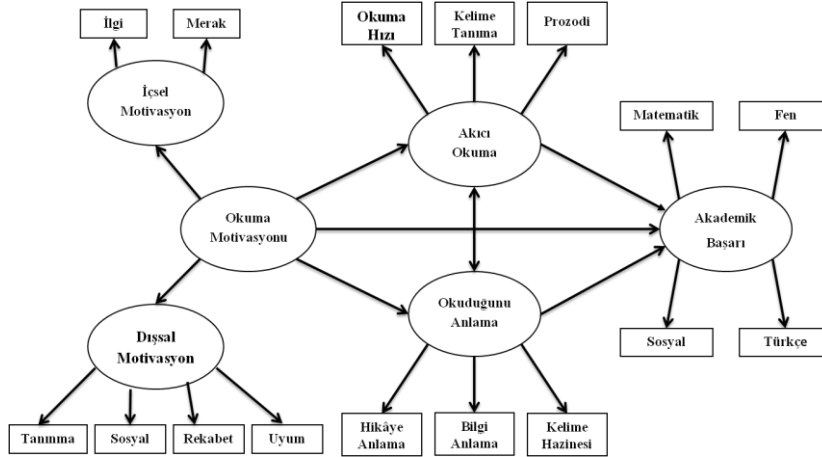 İlgi
Merak
Okuma
Hızı
Kelime
Tanıma
Prozodi
İçsel
Motivasyon
Akıcı
Okuma
Matematik
Fen
Okuma
Motivasyonu
Akademik
Başarı
Dışsal
Motivasyon
Okuduğunu
Anlama
Sosyal
Türkçe
Tanınma
Sosyal
Rekabet
Uyum
Hikâye
Anlama
Bilgi
Anlama
Kelime
Hazinesi